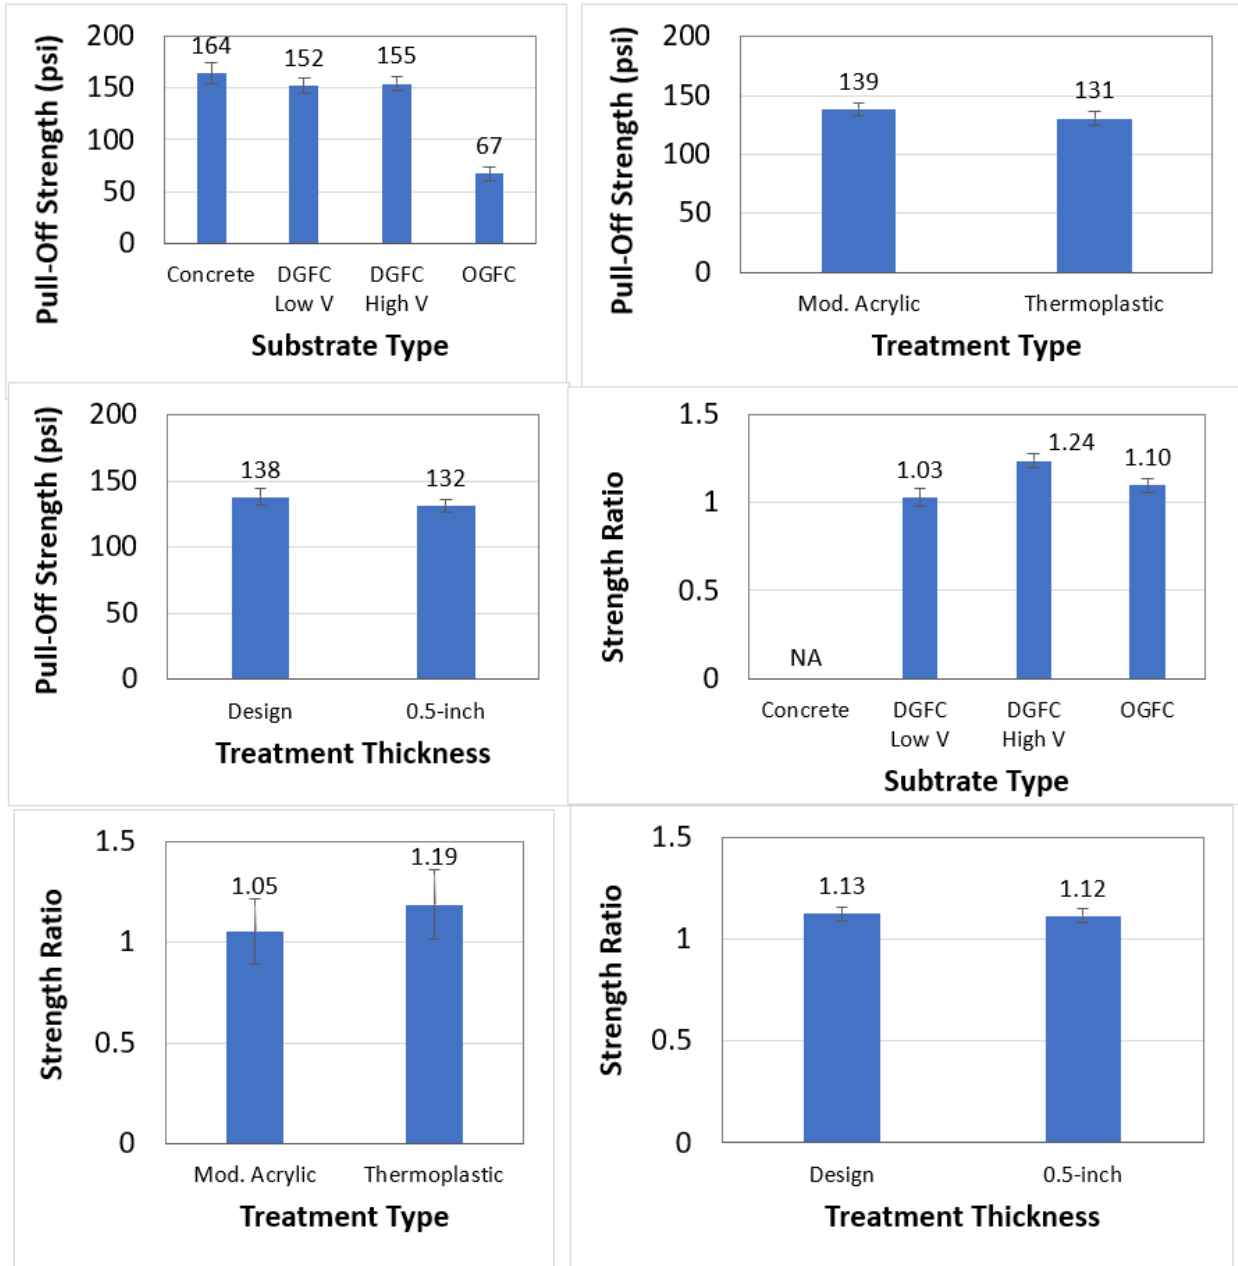 Pull-Off Strength (psi)
200
150
100
50
0
164
152
155
67
Concrete
DGFC
Low V
DGFC
High V
OGFC
Substrate Type
Pull-Off Strength (psi)
200
150
100
50
0
139
131
Mod. Acrylic
Thermoplastic
Treatment Type
Pull-Off Strength (psi)
200
150
100
50
0
138
132
Design
0.5-inch
Treatment Thickness
Strength Ratio
1.5
1
0.5
0
NA
1.03
1.24
1.10
Concrete
DGFC
Low V
DGFC
High V
OGFC
Subtrate Type
Strength Ratio
1.5
1
0.5
0
1.05
1.19
Mod. Acrylic
Thermoplastic
Treatment Type
Strength Ratio
1.5
1
0.5
0
1.13
1.12
Design
0.5-inch
Treatment Thickness